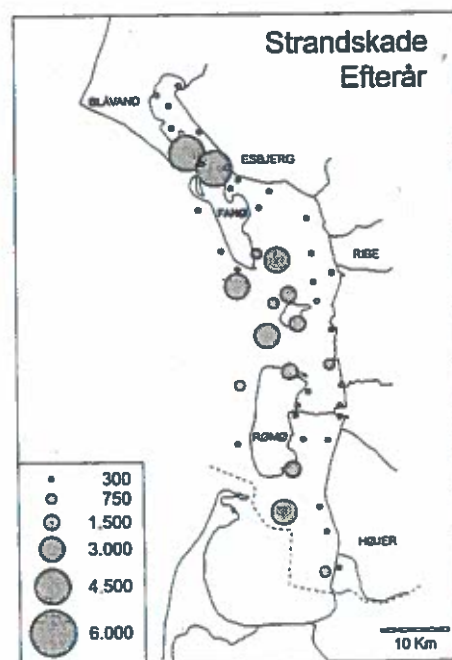 Strandskade
Efterår
BLÅVAND
ESBJERG
FANØ
RIBE
RØMØ
HØJER
300
750
1.500
3.000
4.500
6.000
10 Km